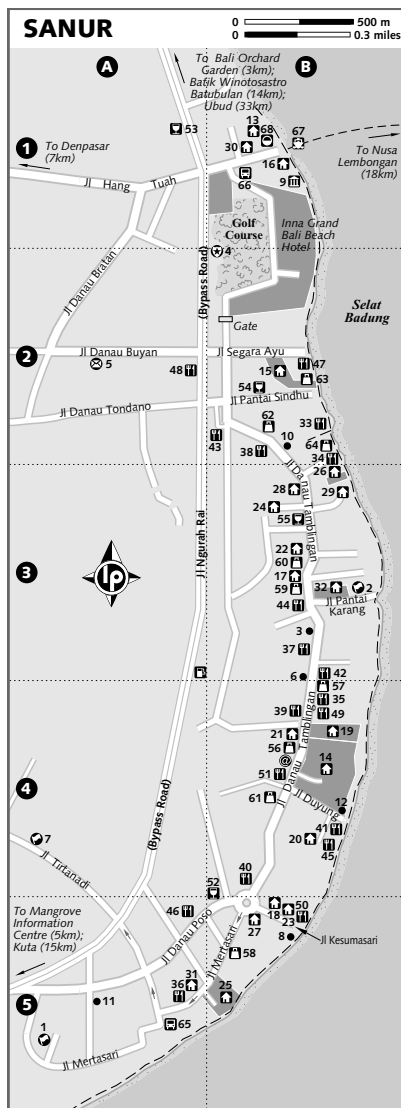 SANUR
0 500 m
0 0.3 miles
A
B
To Bali Orchard
Garden (3km);
Batik Winotosastro
Batubulan (14km);
Ubud (33km)
13
68
67
53
1
To Denpasar
(7km)
30
16
To Nusa
Lembongan
(18km)
Jl Hang Tuah
66
9
Golf
Course
Inna Grand
Bali Beach
Hotel
4
Jl Danau Bratan
(Bypass Road)
Selat
Badung
Gate
2
Jl Danau Buyan
Jl Segara Ayu
5
48
15
47
63
54
Jl Pantai Sindhu
Jl Danau Tondano
62
33
43
10
64
38
34
26
Jl Danau Tamblingan
28
29
24
55
Jl Ngurah Rai
22
60
3
lp
17
32
2
59
Jl Pantai
Karang
44
3
37
6
42
57
35
39
49
21
19
56
Jl Danau Tamblingan
@
14
4
51
61
Jl Duyung
12
(Bypass Road)
41
7
20
45
Jl Tirtanadi
40
52
To Mangrove
Information
Centre (5km);
Kuta (15km)
46
18
50
23
Jl Danau Poso
27
Jl Kesumasari
8
Jl Mertasari
58
31
36
25
5
11
1
65
Jl Mertasari